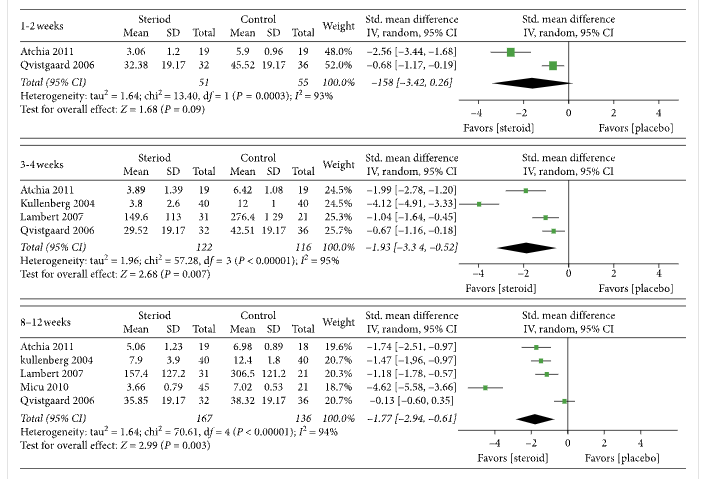 1-2 weeks Steriod Control Weight Std. mean difference Std. mean difference
Mean SD Total Mean SD Total IV, random, 95% CI IV, random, 95% CI
Atchia 2011 3.06 1.2 19 5.9 0.96 19 48.0% −2.56 [−3.44, −1.68]
Qvistgaard 2006 32.38 19.17 32 45.52 19.17 36 52.0% −0.68 [−1.17, −0.19]
Total (95% CI) 51 55 100.0% −158 [−3.42, 0.26]
Heterogeneity: tau² = 1.64; chi² = 13.40, df = 1 (P = 0.0003); I² = 93%
Test for overall effect: Z = 1.68 (P = 0.09)
−4 −2 0 2 4
Favors [steroid] Favors [placebo]
3-4 weeks Steriod Control Weight Std. mean difference Std. mean difference
Mean SD Total Mean SD Total IV, random, 95% CI IV, random, 95% CI
Atchia 2011 3.89 1.39 19 6.42 1.08 19 24.5% −1.99 [−2.78, −1.20]
Kullenberg 2004 3.8 2.6 40 12 1 40 24.5% −4.12 [−4.91, −3.33]
Lambert 2007 149.6 113 31 276.4 1 29 21 25.3% −1.04 [−1.64, −0.45]
Qvistgaard 2006 29.52 19.17 32 42.51 19.17 36 25.7% −0.67 [−1.16, −0.18]
Total (95% CI) 122 116 100.0% −1.93 [−3.3 4, −0.52]
Heterogeneity: tau² = 1.96; chi² = 57.28, df = 3 (P < 0.00001); I² = 95%
Test for overall effect: Z = 2.68 (P = 0.007)
−4 −2 0 2 4
Favors [steroid] Favors [placebo]
8–12 weeks Steriod Control Weight Std. mean difference Std. mean difference
Mean SD Total Mean SD Total IV, random, 95% CI IV, random, 95% CI
Atchia 2011 5.06 1.23 19 6.98 0.89 18 19.6% −1.74 [−2.51, −0.97]
kullenberg 2004 7.9 3.9 40 12.4 1.8 40 20.7% −1.47 [−1.96, −0.97]
Lambert 2007 157.4 127.2 31 306.5 121.2 21 20.7% −1.18 [−1.78, −0.57]
Micu 2010 3.66 0.79 45 7.02 0.53 21 18.7% −4.62 [−5.58, −3.66]
Qvistgaard 2006 35.85 19.17 32 38.32 19.17 36 20.7% −0.13 [−0.60, 0.35]
Total (95% CI) 167 136 100.0% −1.77 [−2.94, −0.61]
Heterogeneity: tau² = 1.64; chi² = 70.61, df = 4 (P < 0.00001); I² = 94%
Test for overall effect: Z = 2.99 (P = 0.003)
−4 −2 0 2 4
Favors [steroid] Favors [placebo]